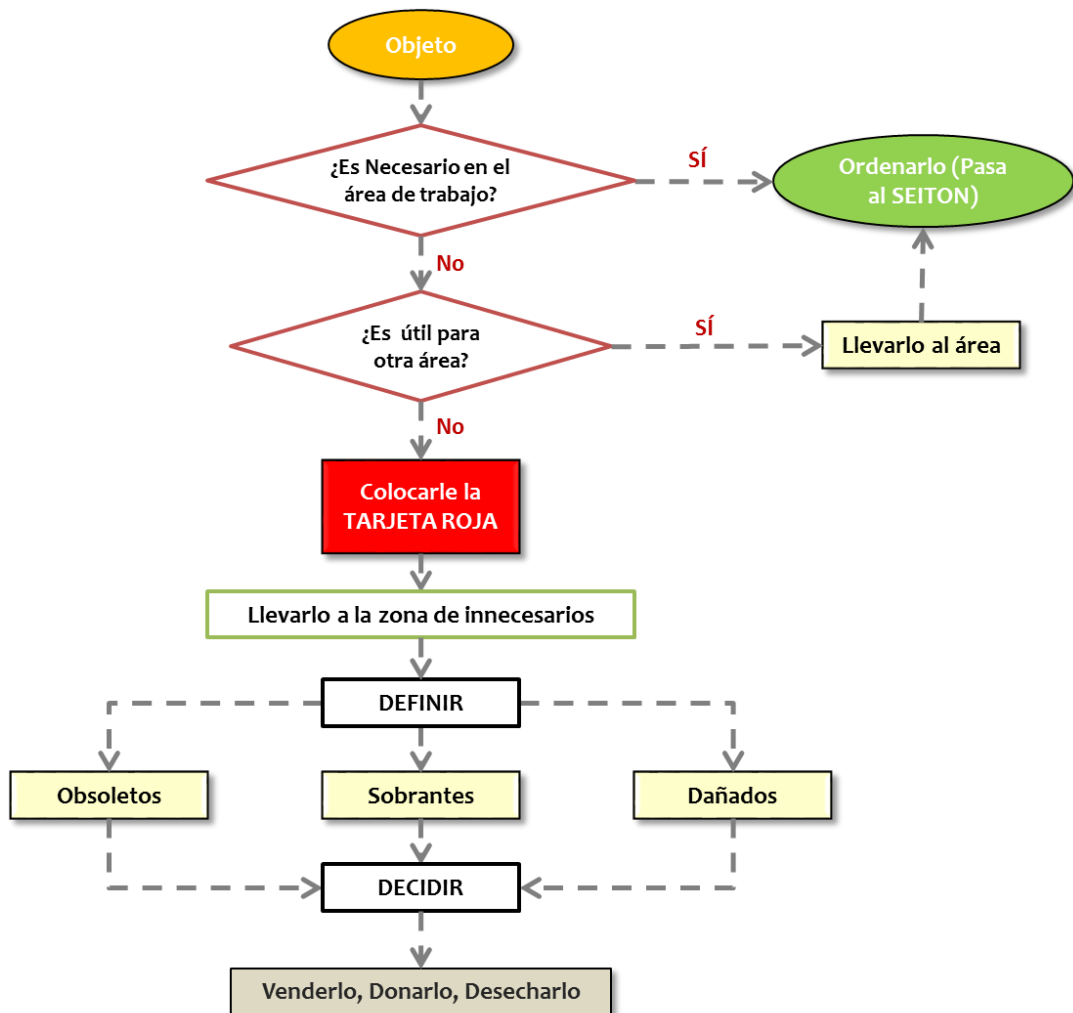 Objeto
¿Es Necesario en el
área de trabajo?
SÍ
Ordenarlo (Pasa
al SEITON)
No
¿Es útil para
otra área?
SÍ
Llevarlo al área
No
Colocarle la
TARJETA ROJA
Llevarlo a la zona de innecesarios
DEFINIR
Obsoletos
Sobrantes
Dañados
DECIDIR
Venderlo, Donarlo, Desecharlo